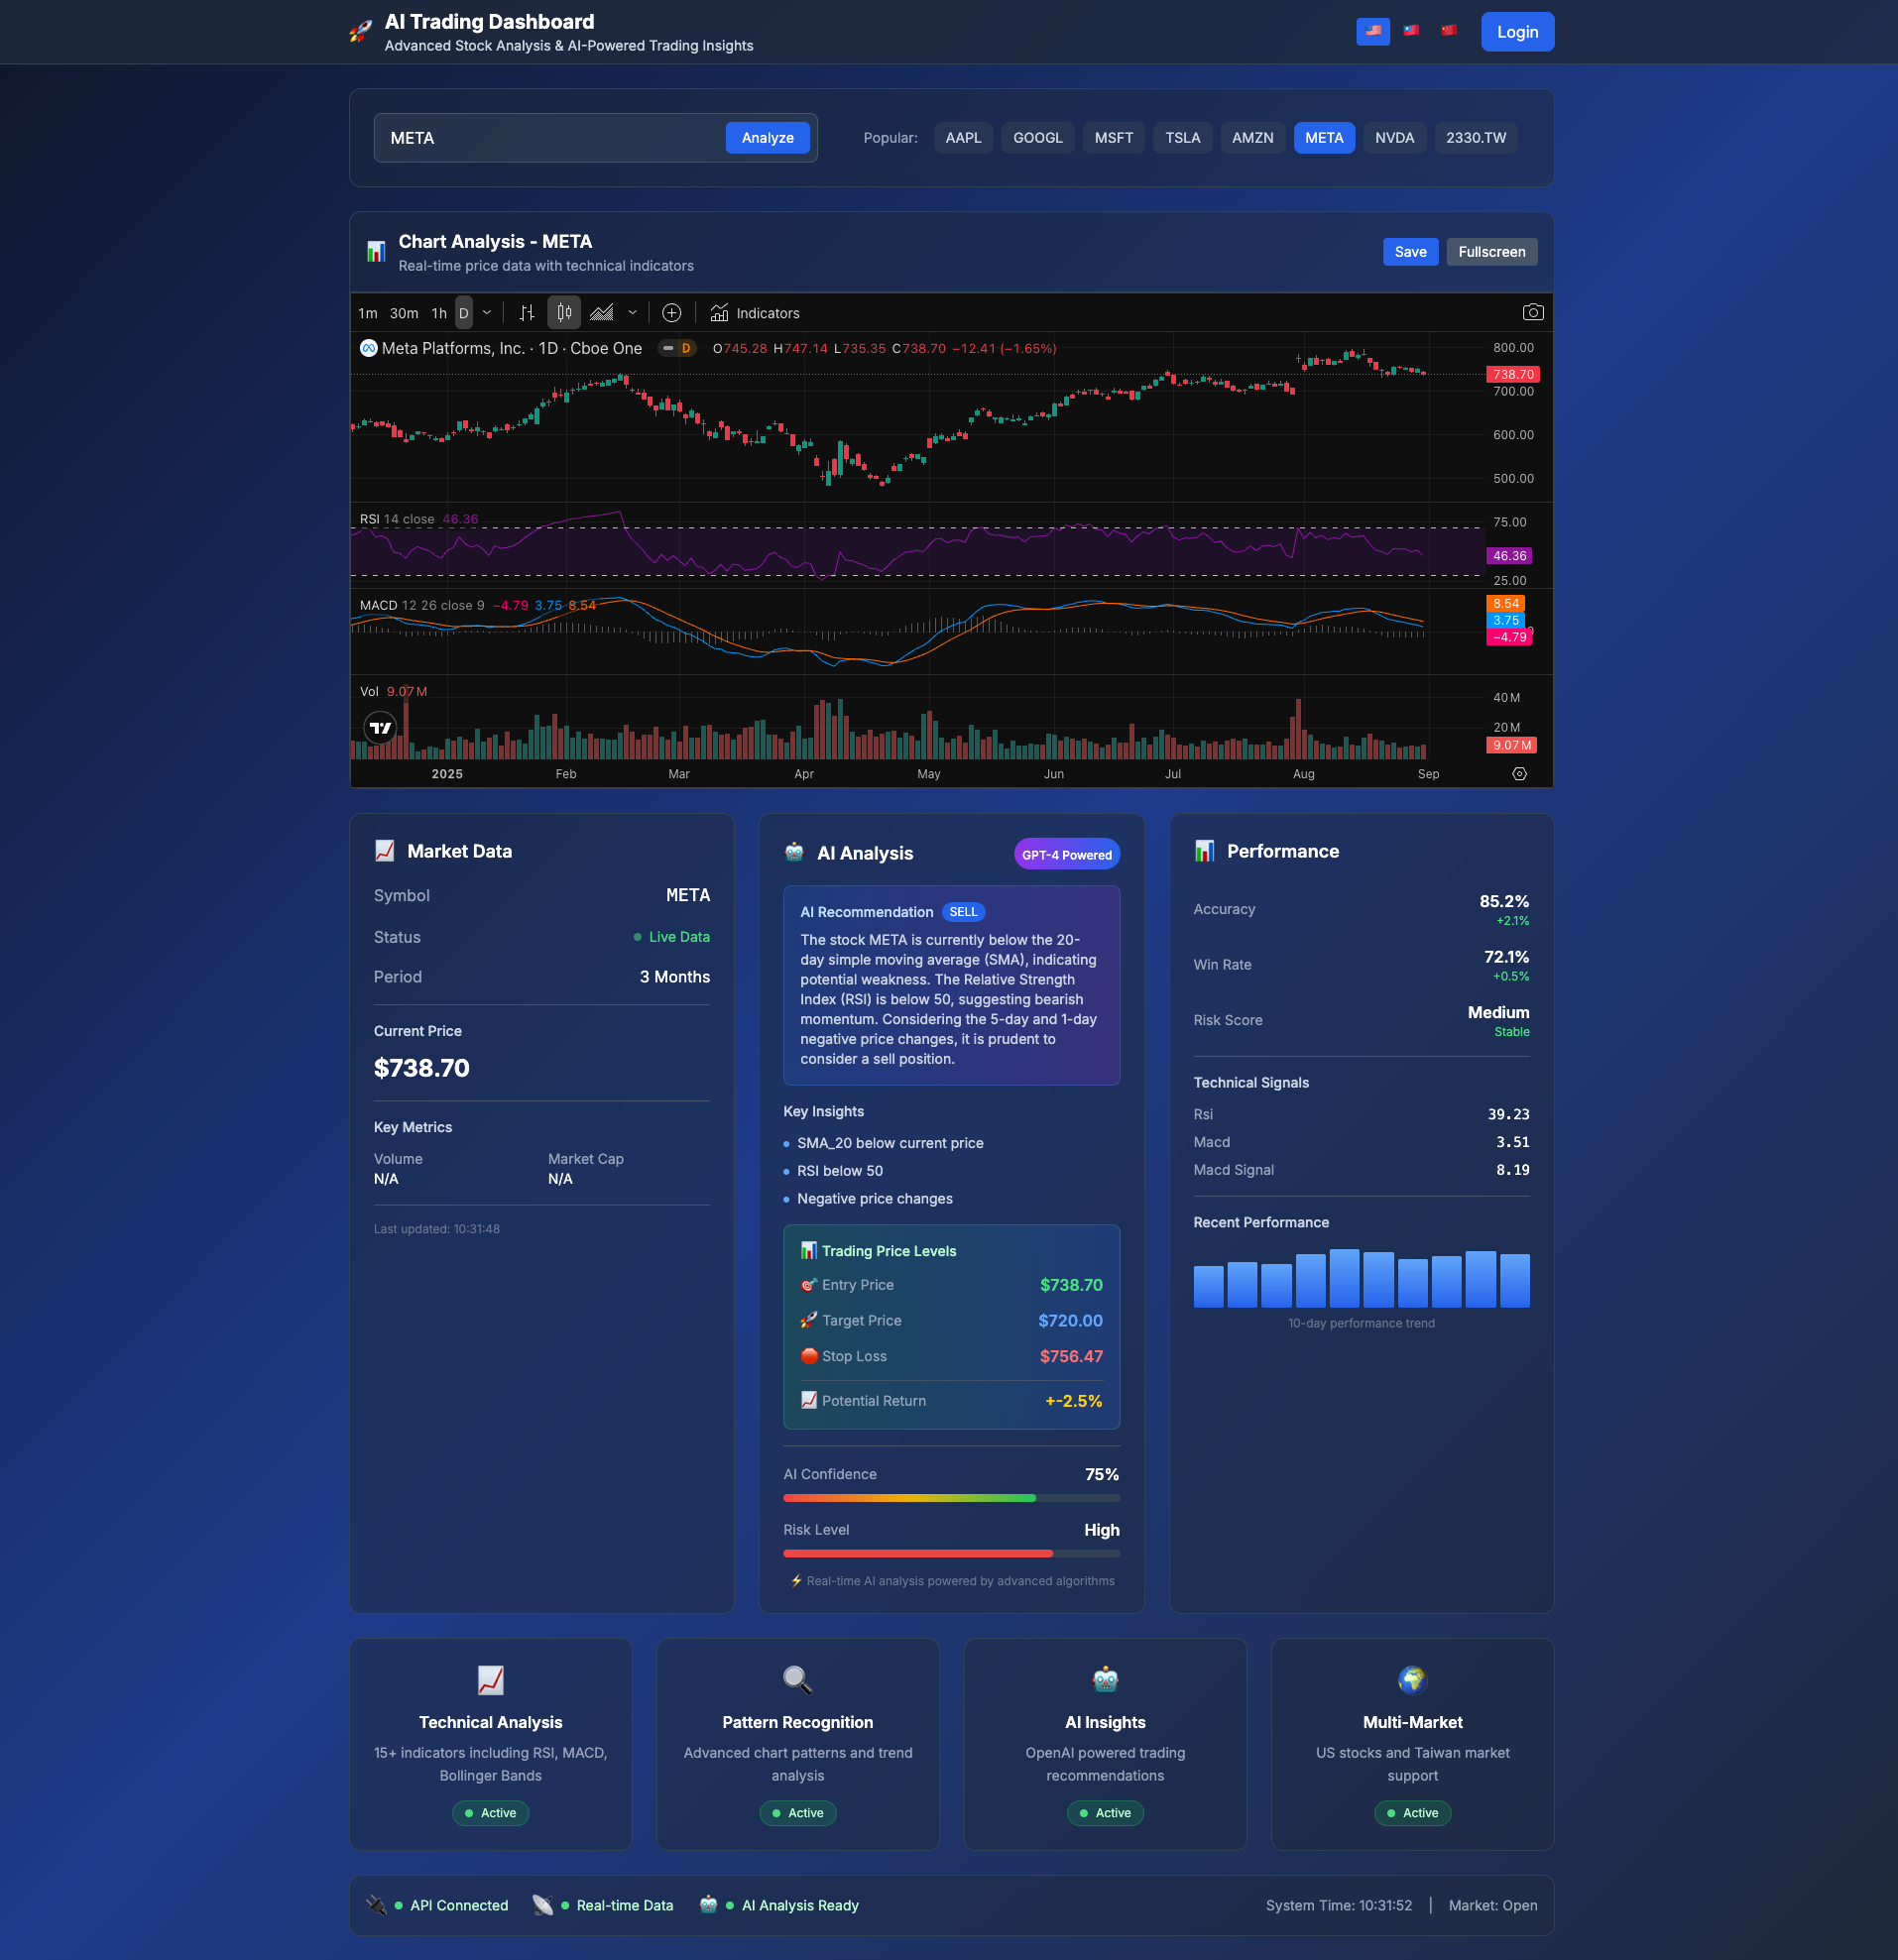 AI Trading Dashboard
Advanced Stock Analysis & AI-Powered Trading Insights
Login
META
Analyze
Popular:
AAPL
GOOGL
MSFT
TSLA
AMZN
META
NVDA
2330.TW
Chart Analysis - META
Real-time price data with technical indicators
Save
Fullscreen
1m 30m 1h D
Indicators
Meta Platforms, Inc. · 1D · Cboe One
D
O745.28 H747.14 L735.35 C738.70 −12.41 (−1.65%)
800.00
738.70
700.00
600.00
500.00
RSI 14 close 46.36
75.00
46.36
25.00
MACD 12 26 close 9 −4.79 3.75 8.54
8.54
3.75
−4.79
Vol 9.07 M
40 M
20 M
9.07 M
2025 Feb Mar Apr May Jun Jul Aug Sep
Market Data
Symbol META
Status Live Data
Period 3 Months
Current Price
$738.70
Key Metrics
Volume Market Cap
N/A N/A
Last updated: 10:31:48
AI Analysis
GPT-4 Powered
AI Recommendation SELL
The stock META is currently below the 20-
day simple moving average (SMA), indicating
potential weakness. The Relative Strength
Index (RSI) is below 50, suggesting bearish
momentum. Considering the 5-day and 1-day
negative price changes, it is prudent to
consider a sell position.
Key Insights
SMA_20 below current price
RSI below 50
Negative price changes
Trading Price Levels
Entry Price $738.70
Target Price $720.00
Stop Loss $756.47
Potential Return +-2.5%
AI Confidence 75%
Risk Level High
⚡ Real-time AI analysis powered by advanced algorithms
Performance
Accuracy 85.2%
+2.1%
Win Rate 72.1%
+0.5%
Risk Score Medium
Stable
Technical Signals
Rsi 39.23
Macd 3.51
Macd Signal 8.19
Recent Performance
10-day performance trend
Technical Analysis
15+ indicators including RSI, MACD,
Bollinger Bands
Active
Pattern Recognition
Advanced chart patterns and trend
analysis
Active
AI Insights
OpenAI powered trading
recommendations
Active
Multi-Market
US stocks and Taiwan market
support
Active
API Connected
Real-time Data
AI Analysis Ready
System Time: 10:31:52 | Market: Open